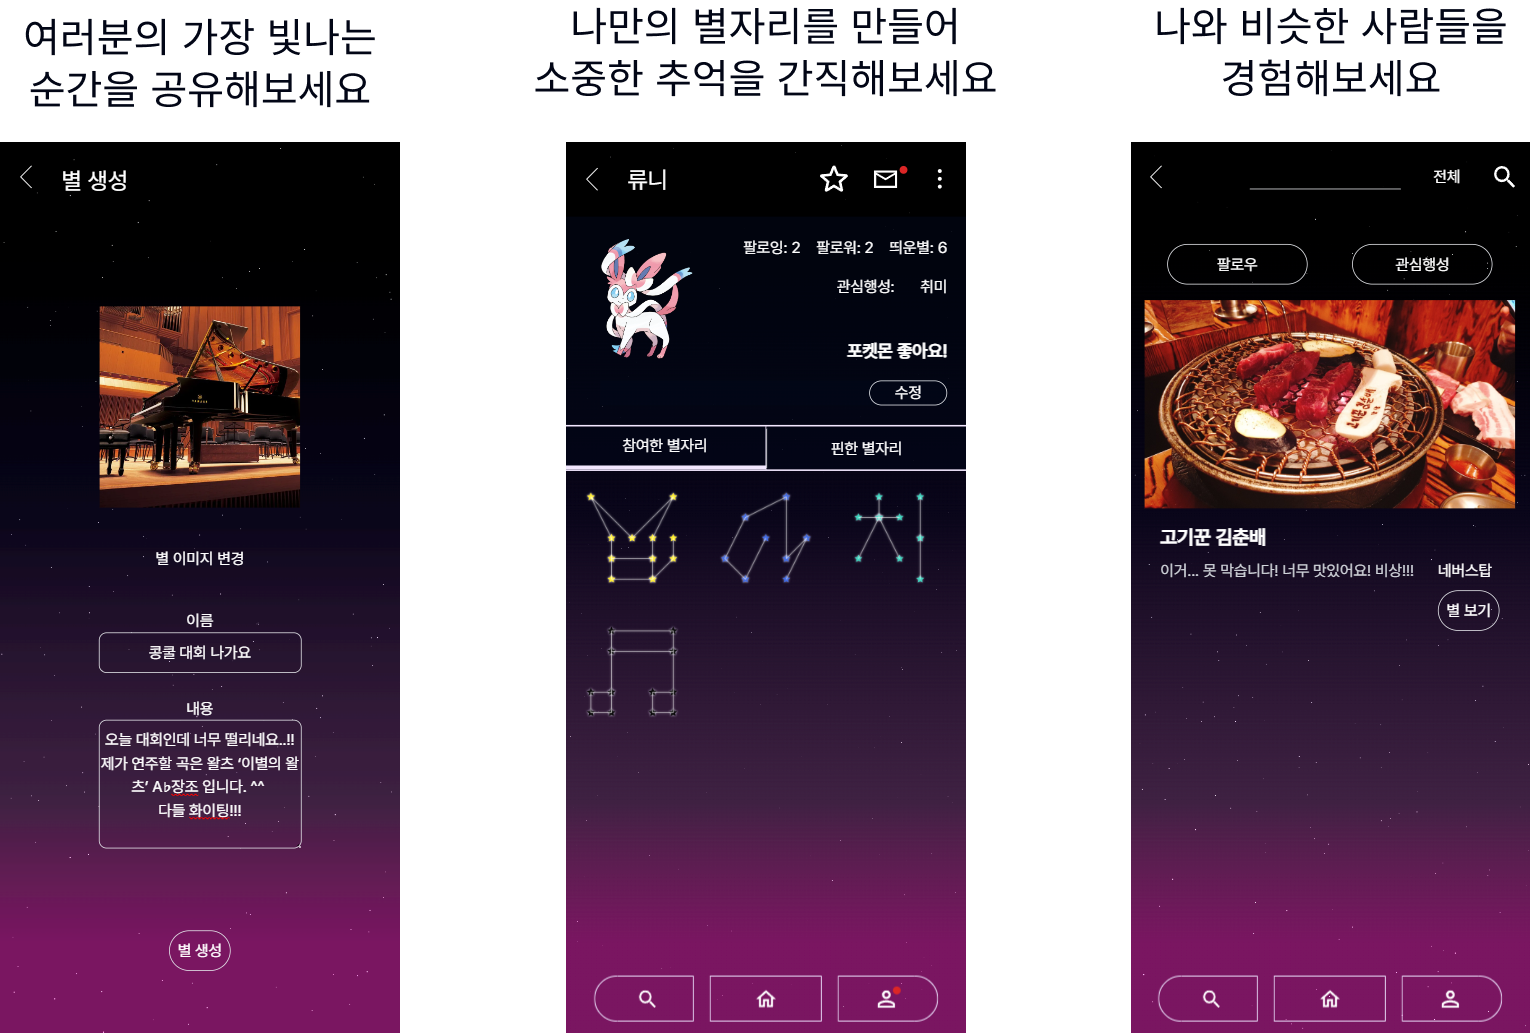 여러분의 가장 빛나는
순간을 공유해보세요
별 생성
별 이미지 변경
이름
콩쿨 대회 나가요
내용
오늘 대회인데 너무 떨리네요..!!
제가 연주할 곡은 왈츠 ‘이별의 왈
츠’ A♭장조 입니다. ^^
다들 화이팅!!!
별 생성
나만의 별자리를 만들어
소중한 추억을 간직해보세요
류니
팔로잉: 2 팔로워: 2 띄운별: 6
관심행성: 취미
포켓몬 좋아요!
수정
참여한 별자리
핀한 별자리
나와 비슷한 사람들을
경험해보세요
전체
팔로우
관심행성
고기꾼 김춘배
이거... 못 막습니다! 너무 맛있어요! 비상!!!
네버스탑
별 보기